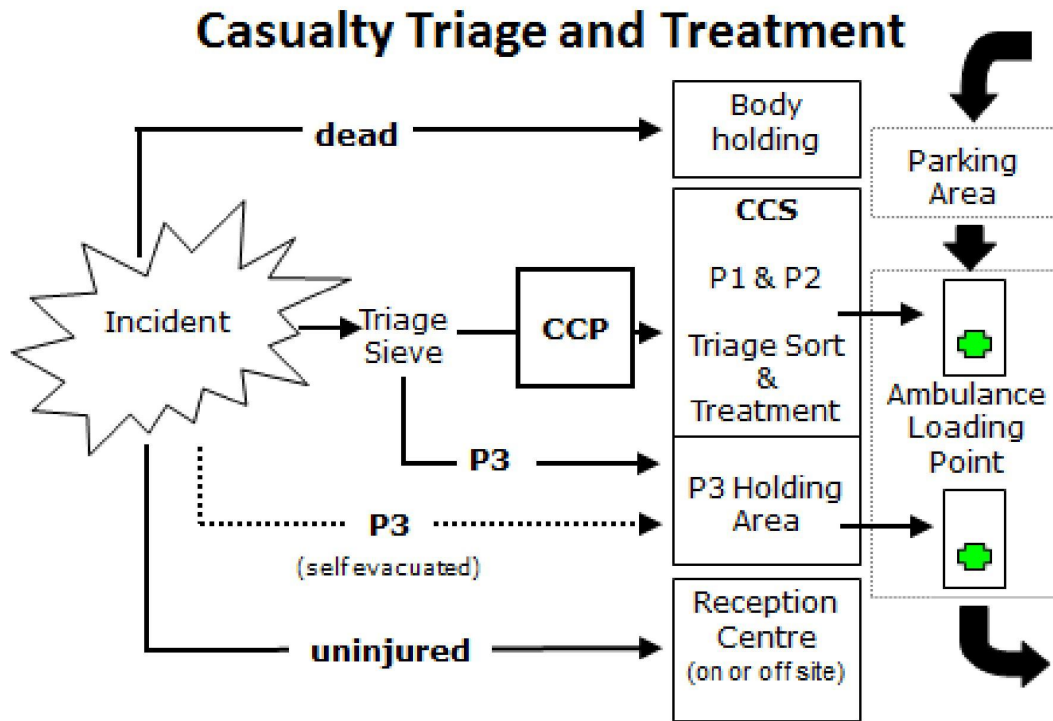 Casualty Triage and Treatment
dead
Body
holding
Parking
Area
Incident
Triage
Sieve
CCP
CCS
P1 & P2
Triage Sort
&
Treatment
Ambulance
Loading
Point
P3
P3 Holding
Area
P3
(self evacuated)
uninjured
Reception
Centre
(on or off site)